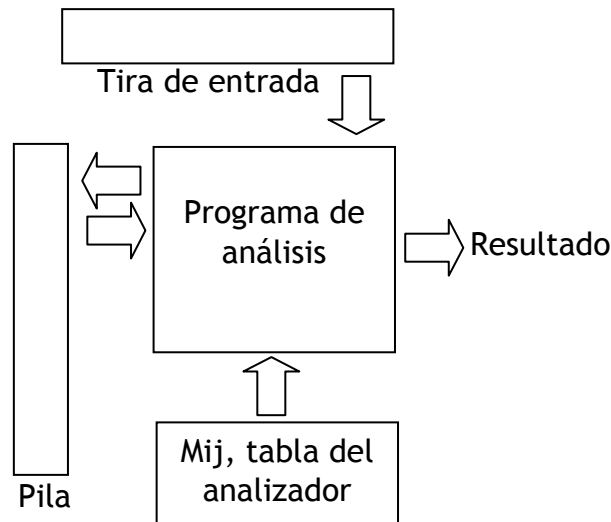 Tira de entrada
Programa de
análisis
Resultado
Mij, tabla del
analizador
Pila